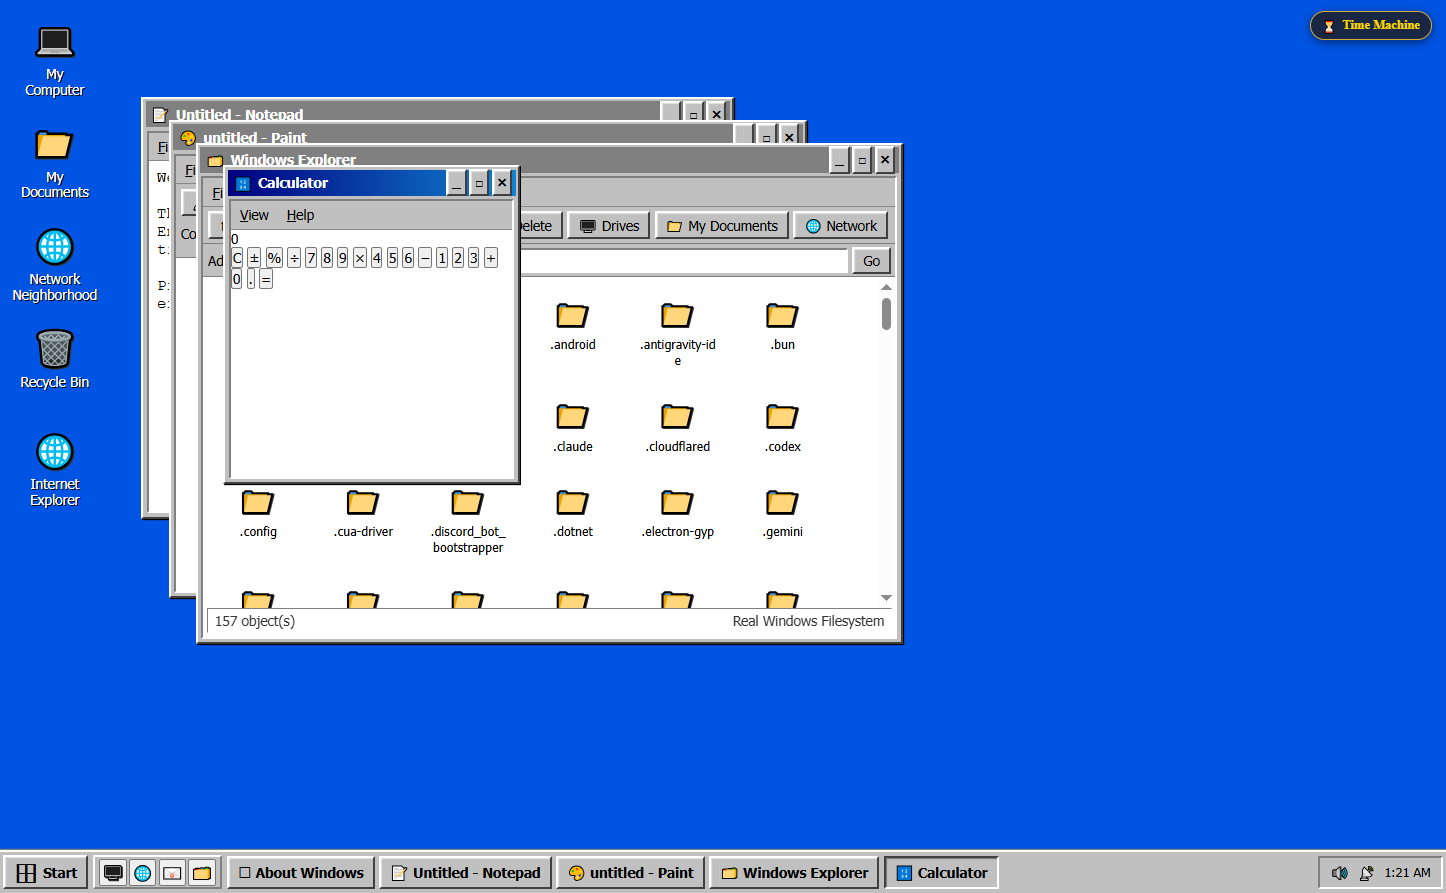 Time Machine
My
Computer
My
Documents
Network
Neighborhood
Recycle Bin
Internet
Explorer
Untitled - Notepad
untitled - Paint
Windows Explorer
Calculator
View Help
0
C ± % ÷ 7 8 9 × 4 5 6 − 1 2 3 +
0 . =
Drives
My Documents
Network
Go
.android
.antigravity-id
e
.bun
.claude
.cloudflared
.codex
.config
.cua-driver
.discord_bot_
bootstrapper
.dotnet
.electron-gyp
.gemini
157 object(s)
Real Windows Filesystem
Start
About Windows
Untitled - Notepad
untitled - Paint
Windows Explorer
Calculator
1:21 AM